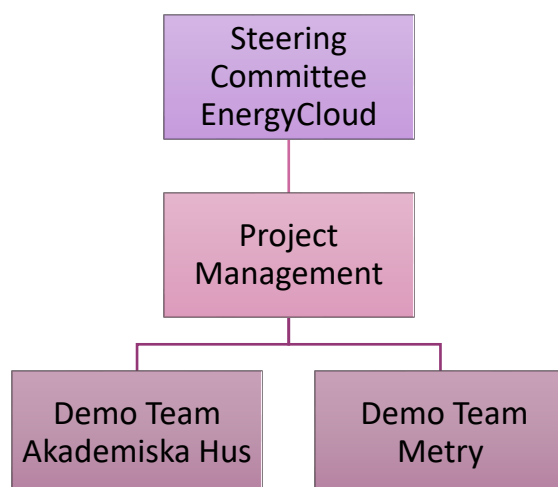 Steering
Committee
EnergyCloud
Project
Management
Demo Team
Akademiska Hus
Demo Team
Metry